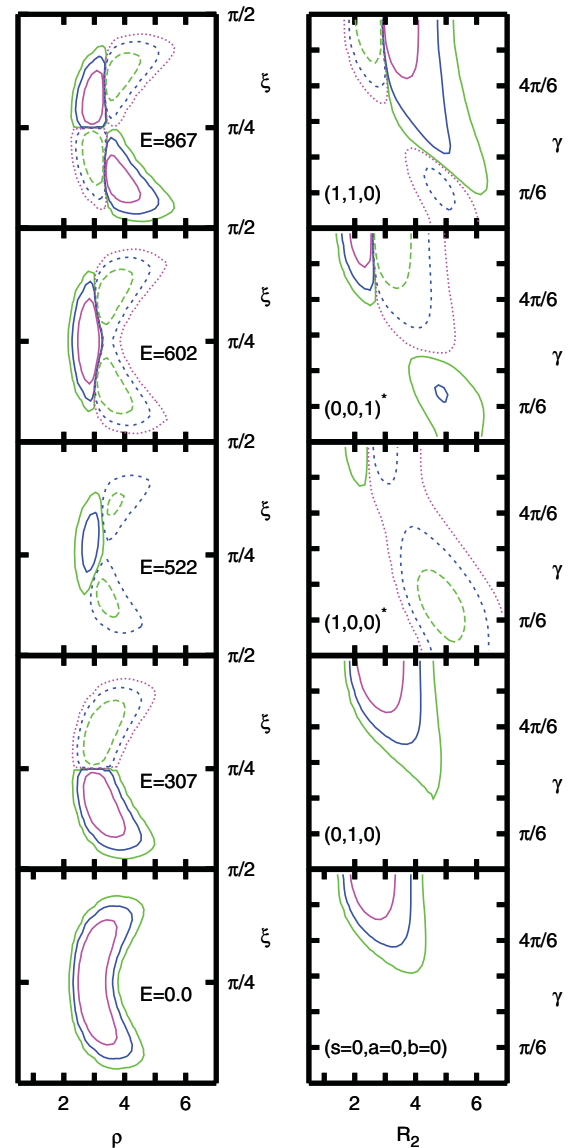 π/2
ξ
π/4
E=867
4π/6
γ
π/6
(1,1,0)
π/2
ξ
π/4
E=602
4π/6
γ
π/6
(0,0,1)*
π/2
ξ
π/4
E=522
4π/6
γ
π/6
(1,0,0)*
π/2
ξ
π/4
E=307
4π/6
γ
π/6
(0,1,0)
π/2
ξ
π/4
E=0.0
4π/6
γ
π/6
(s=0,a=0,b=0)
2 4 6
2 4 6
ρ
R₂